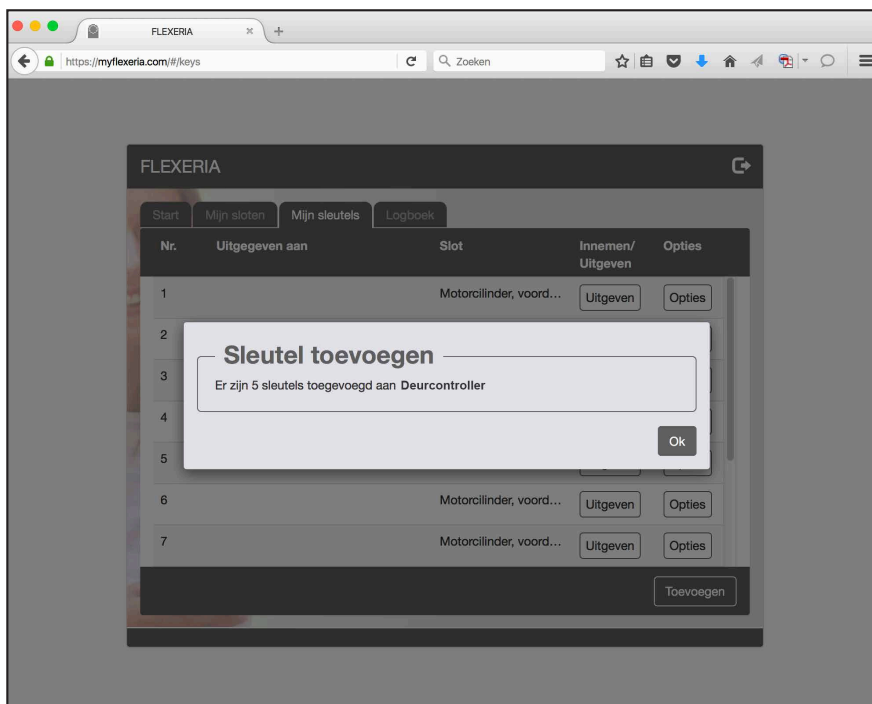 FLEXERIA
https://myflexeria.com/#/keys
Zoeken
FLEXERIA
Start Mijn sloten Mijn sleutels Logboek
Nr. Uitgegeven aan Slot Innemen/ Opties
Uitgeven
1 Motorcilinder, voord… Uitgeven Opties
2
Sleutel toevoegen
3
Er zijn 5 sleutels toegevoegd aan Deurcontroller
4
Ok
5
6 Motorcilinder, voord… Uitgeven Opties
7 Motorcilinder, voord… Uitgeven Opties
Toevoegen